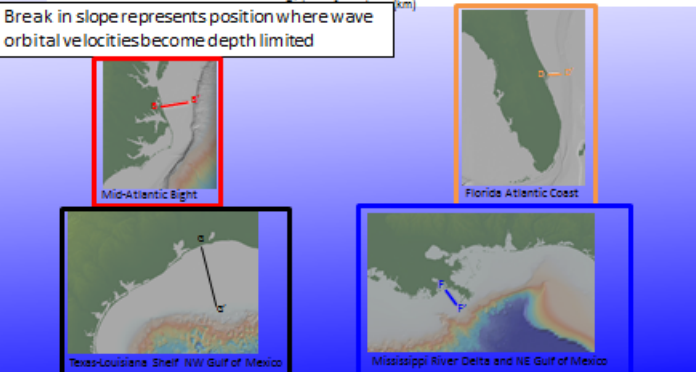 (km)
Break in slope represents position where wave
orbital velocities become depth limited
Mid-Atlantic Bight
Florida Atlantic Coast
G
G'
F
F'
Texas-Louisiana Shelf NW Gulf of Mexico
Mississippi River Delta and NE Gulf of Mexico